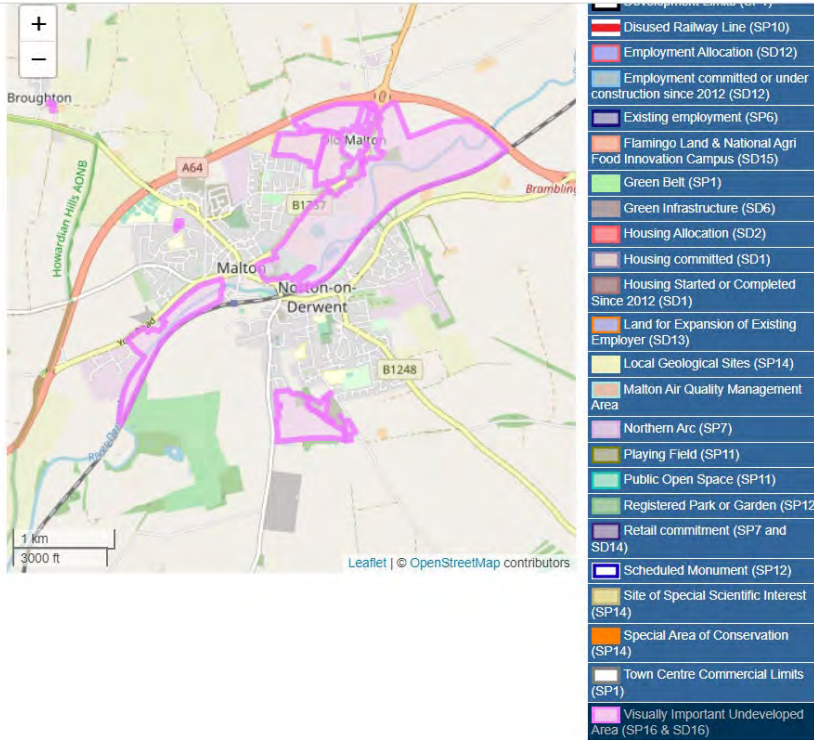 +
−
Broughton
Old Malton
A64
Howardian Hills AONB
B1257
Brambling
Malton
Norton-on-
Derwent
B1248
1 km
3000 ft
Leaflet | © OpenStreetMap contributors
Development Limits (SP1)
Disused Railway Line (SP10)
Employment Allocation (SD12)
Employment committed or under
construction since 2012 (SD12)
Existing employment (SP6)
Flamingo Land & National Agri
Food Innovation Campus (SD15)
Green Belt (SP1)
Green Infrastructure (SD6)
Housing Allocation (SD2)
Housing committed (SD1)
Housing Started or Completed
Since 2012 (SD1)
Land for Expansion of Existing
Employer (SD13)
Local Geological Sites (SP14)
Malton Air Quality Management
Area
Northern Arc (SP7)
Playing Field (SP11)
Public Open Space (SP11)
Registered Park or Garden (SP12
Retail commitment (SP7 and
SD14)
Scheduled Monument (SP12)
Site of Special Scientific Interest
(SP14)
Special Area of Conservation
(SP14)
Town Centre Commercial Limits
(SP1)
Visually Important Undeveloped
Area (SP16 & SD16)